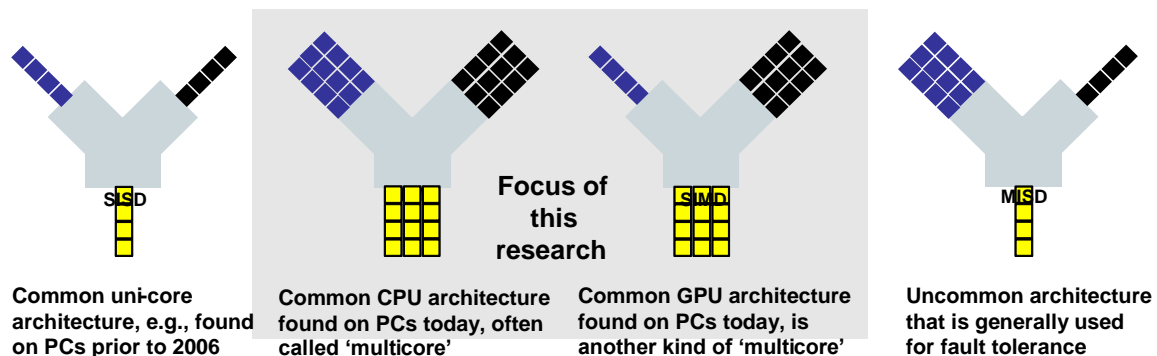 SISD
SIMD
MISD
Focus of
this
research
Common uni-core
architecture, e.g., found
on PCs prior to 2006
Common CPU architecture
found on PCs today, often
called ‘multicore’
Common GPU architecture
found on PCs today, is
another kind of ‘multicore’
Uncommon architecture
that is generally used
for fault tolerance